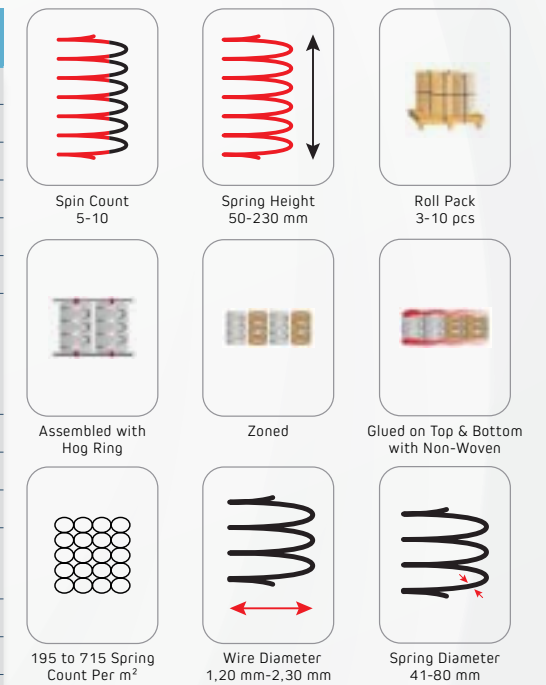 Spin Count
5-10
Spring Height
50-230 mm
Roll Pack
3-10 pcs
Assembled with
Hog Ring
Zoned
Glued on Top & Bottom
with Non-Woven
195 to 715 Spring
Count Per m²
Wire Diameter
1,20 mm-2,30 mm
Spring Diameter
41-80 mm